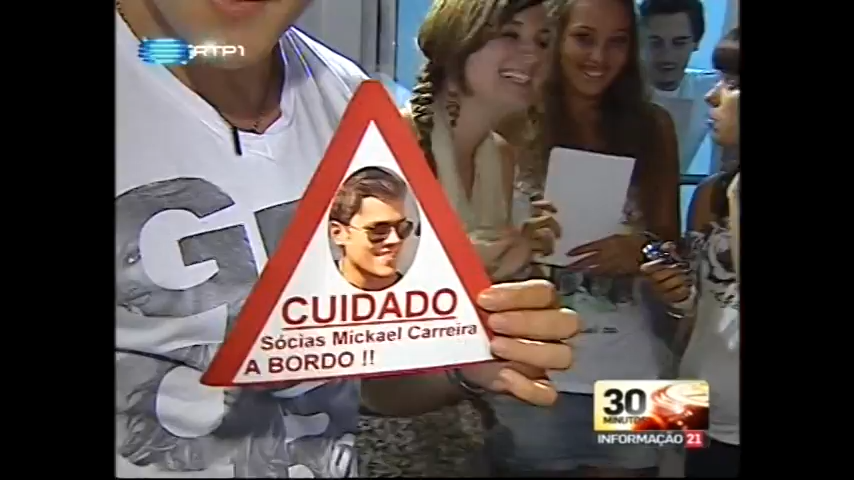 RTP1
CUIDADO
Sócias Mickael Carreira
A BORDO !!
30
MINUTOS
INFORMAÇÃO 21